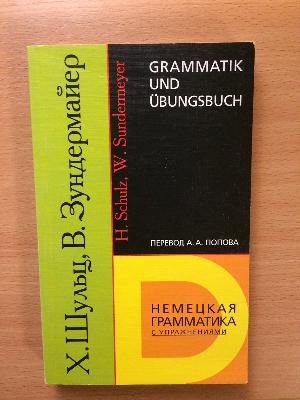 Х. Шульц, В. Зундермайер
H. Schulz, W. Sundermeyer
GRAMMATIK
UND
ÜBUNGSBUCH
ПЕРЕВОД А. А. ПОПОВА
D
НЕМЕЦКАЯ
ГРАММАТИКА
С УПРАЖНЕНИЯМИ